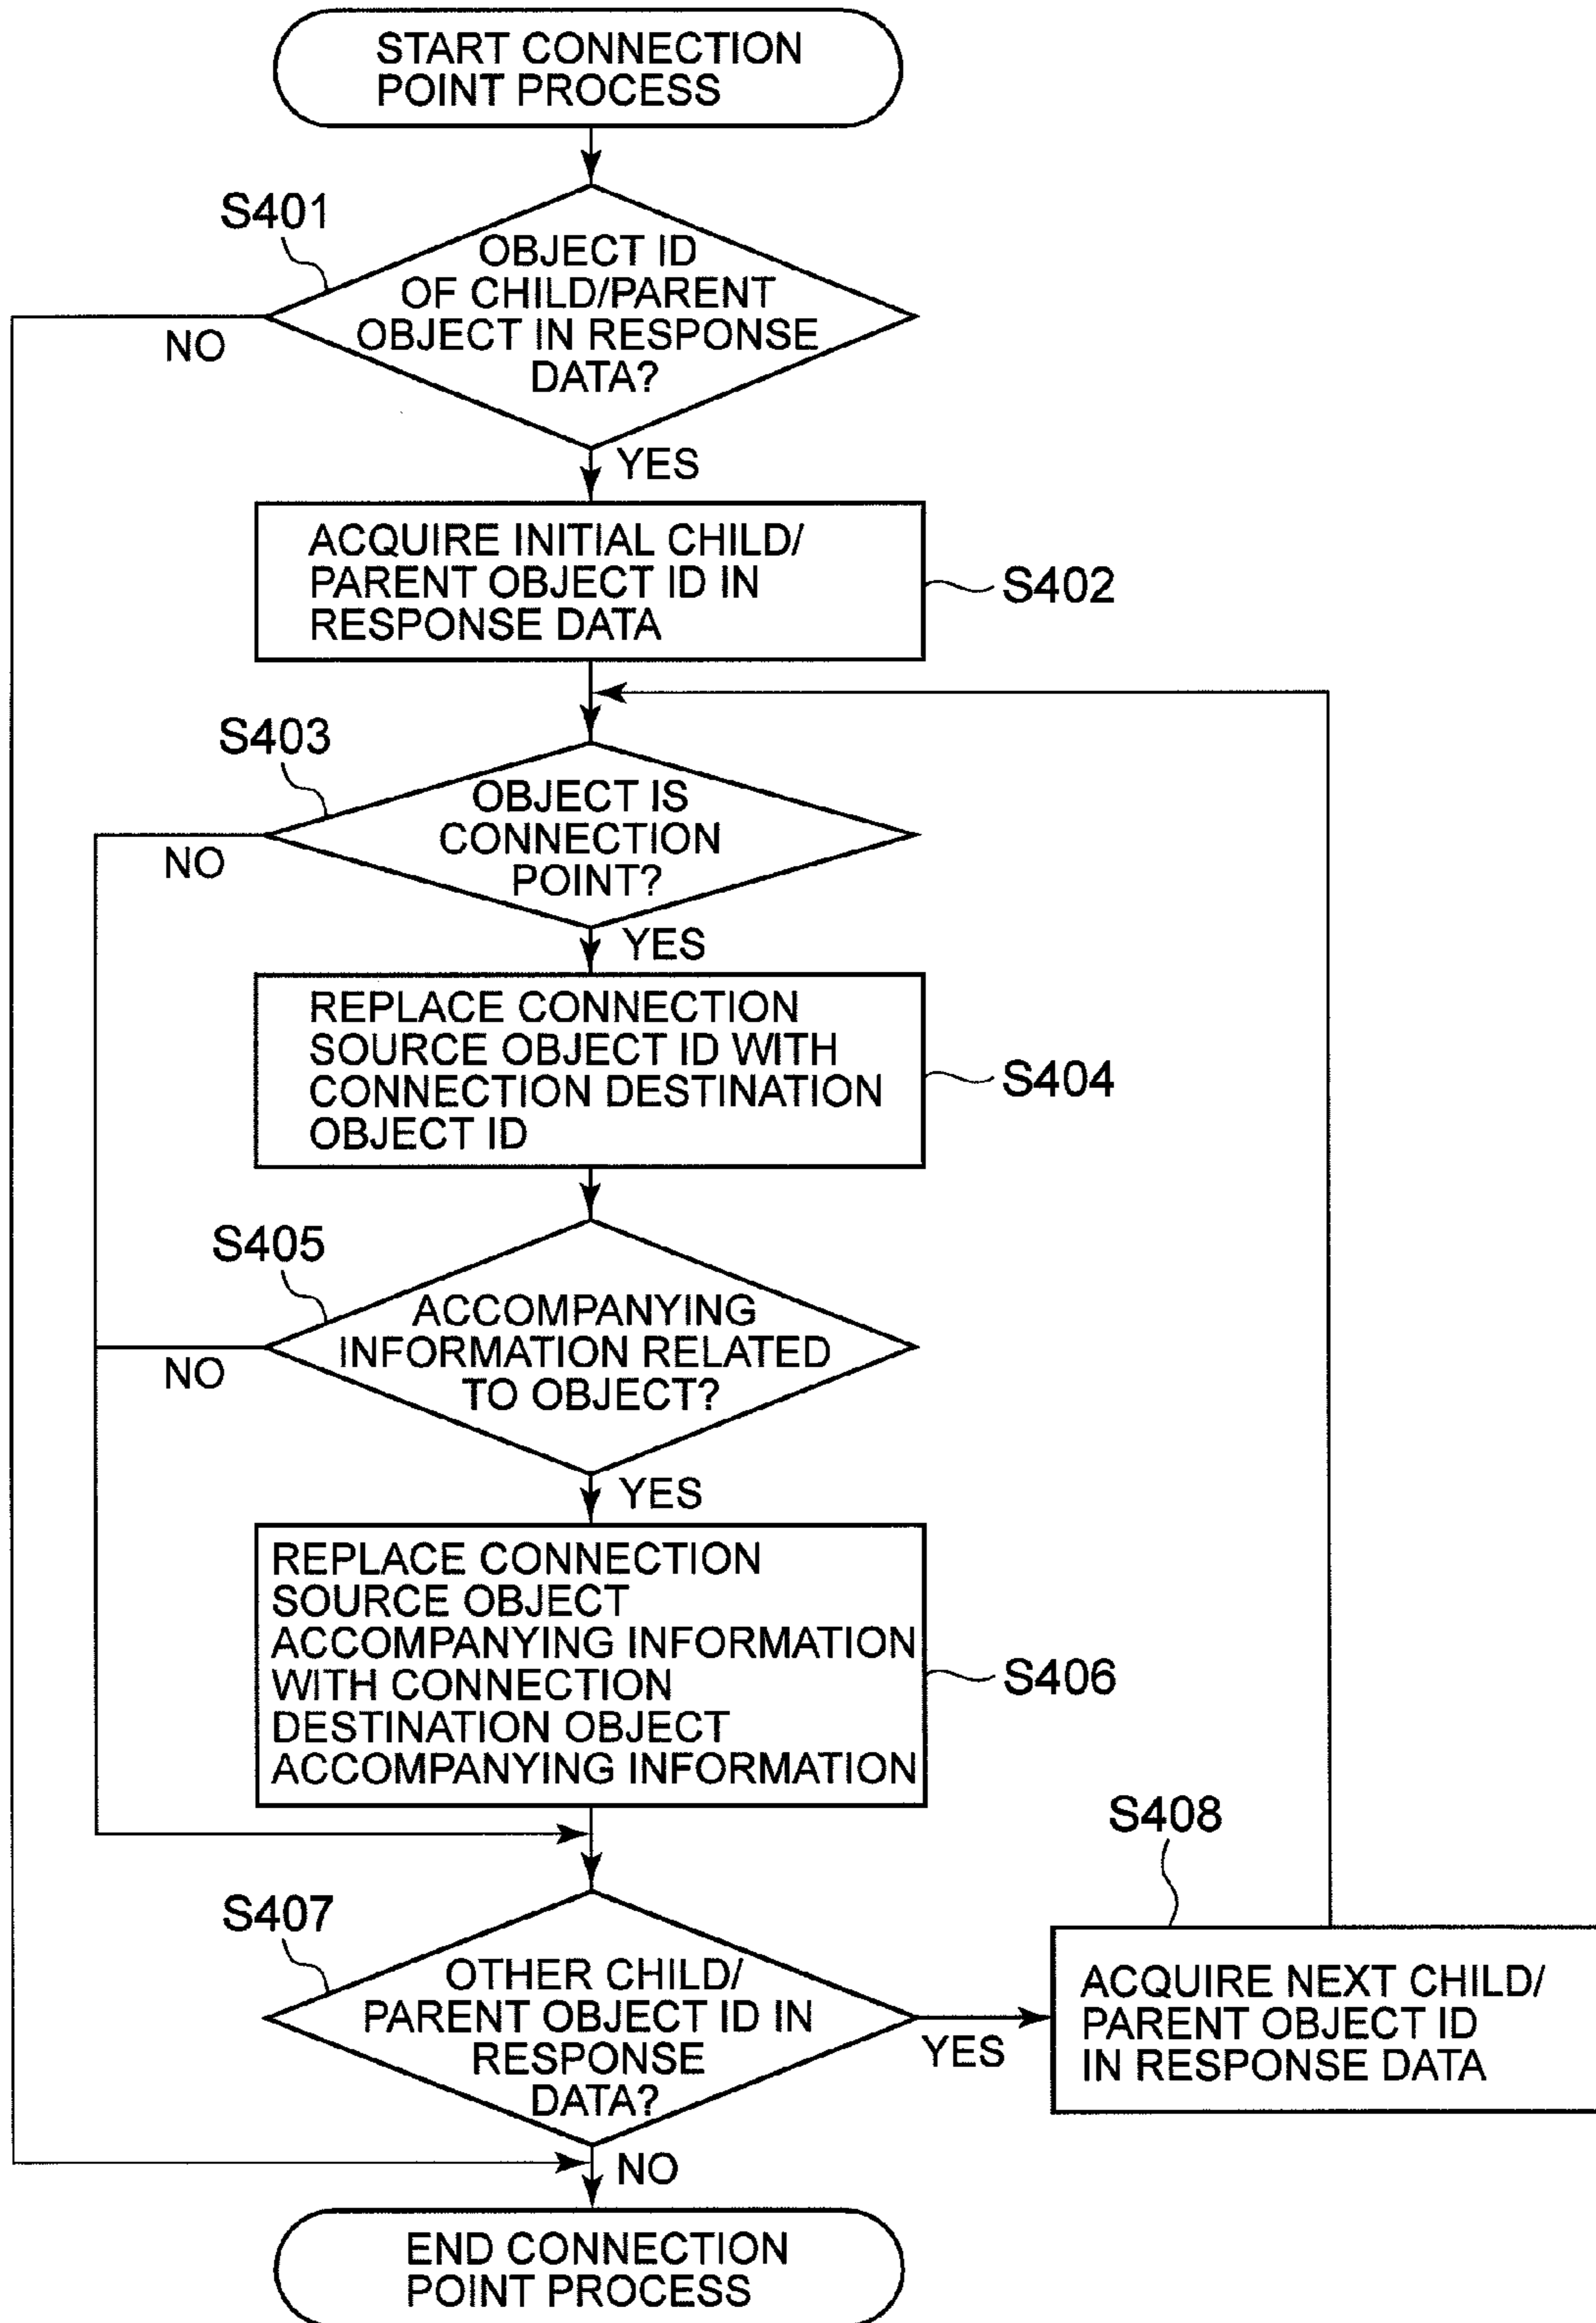 START CONNECTION
POINT PROCESS
S401
OBJECT ID
OF CHILD/PARENT
OBJECT IN RESPONSE
DATA?
NO
YES
ACQUIRE INITIAL CHILD/
PARENT OBJECT ID IN
RESPONSE DATA
S402
S403
OBJECT IS
CONNECTION
POINT?
NO
YES
REPLACE CONNECTION
SOURCE OBJECT ID WITH
CONNECTION DESTINATION
OBJECT ID
S404
S405
ACCOMPANYING
INFORMATION RELATED
TO OBJECT?
NO
YES
REPLACE CONNECTION
SOURCE OBJECT
ACCOMPANYING INFORMATION
WITH CONNECTION
DESTINATION OBJECT
ACCOMPANYING INFORMATION
S406
S407
OTHER CHILD/
PARENT OBJECT ID IN
RESPONSE
DATA?
YES
S408
ACQUIRE NEXT CHILD/
PARENT OBJECT ID
IN RESPONSE DATA
NO
END CONNECTION
POINT PROCESS